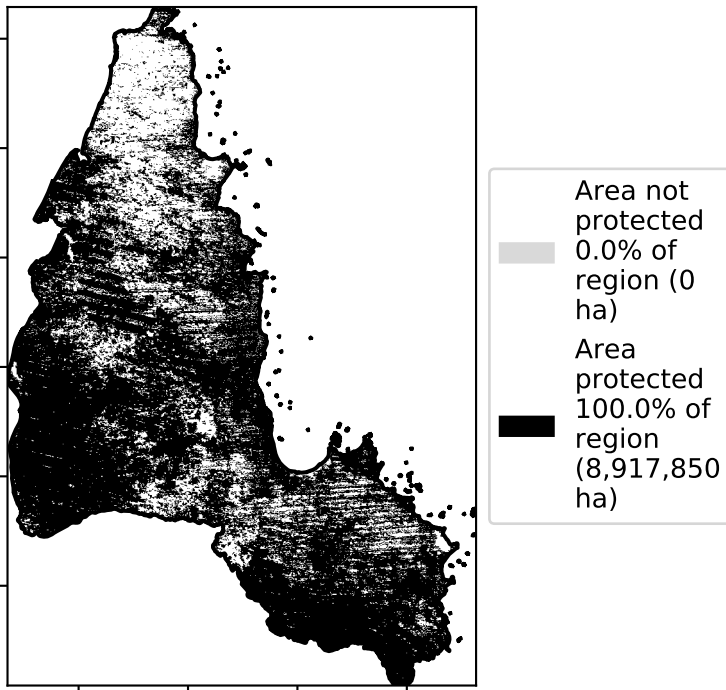 Area not
protected
0.0% of
region (0
ha)
Area
protected
100.0% of
region
(8,917,850
ha)